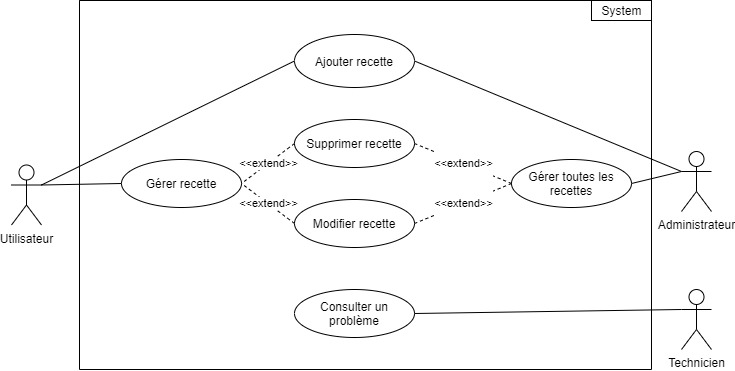 System
Ajouter recette
Supprimer recette
<<extend>>
<<extend>>
Gérer recette
Gérer toutes les
recettes
<<extend>>
<<extend>>
Modifier recette
Utilisateur
Administrateur
Consulter un
problème
Technicien